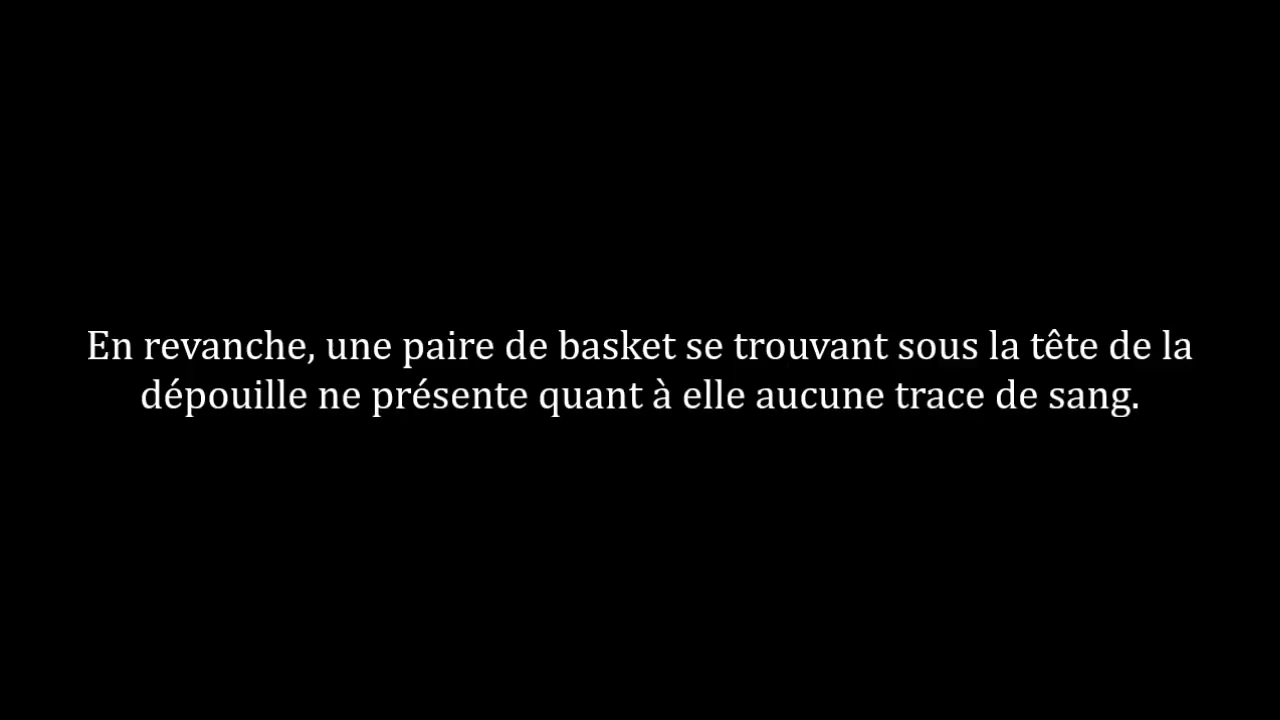 En revanche, une paire de basket se trouvant sous la tête de la
dépouille ne présente quant à elle aucune trace de sang.